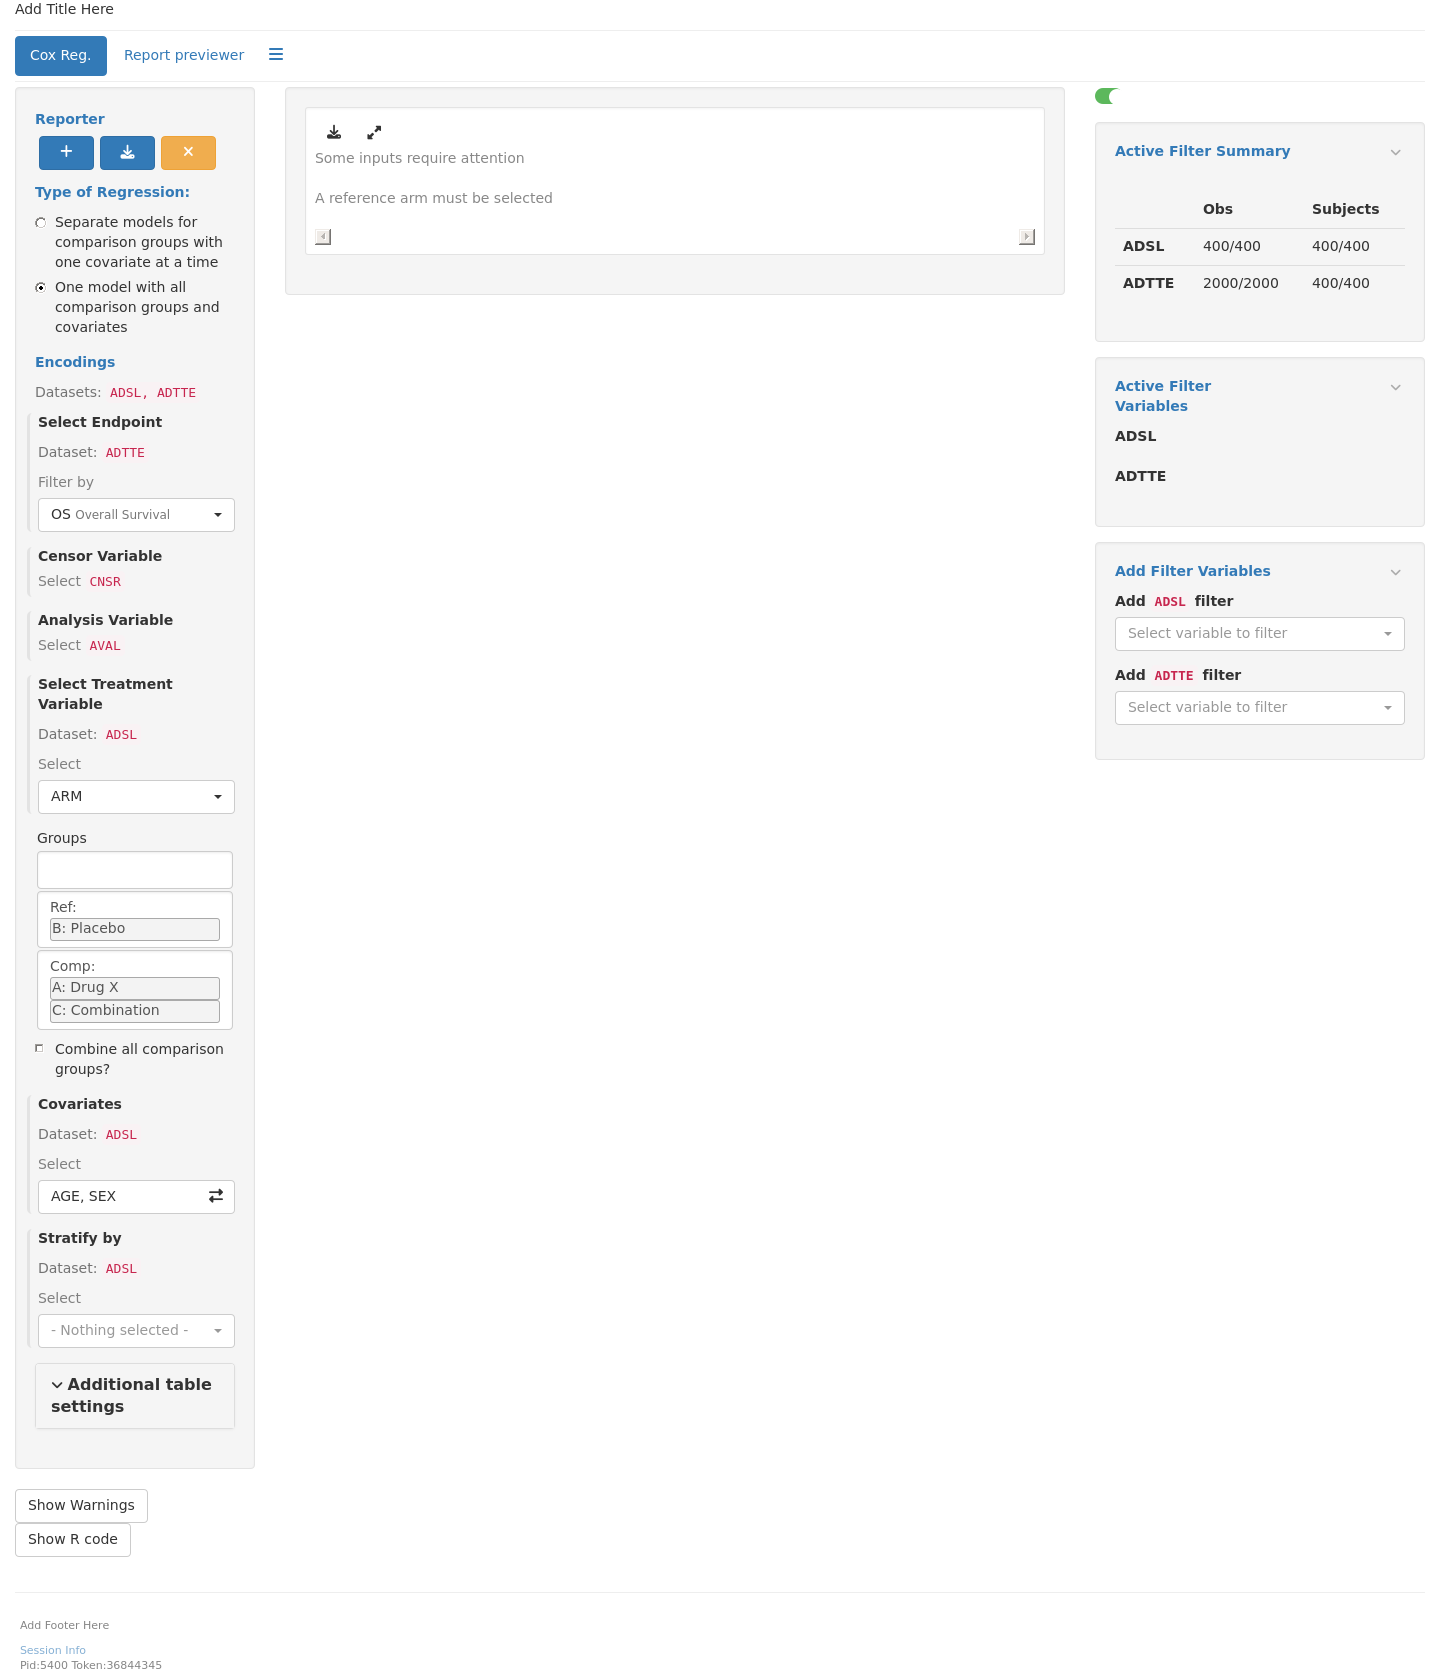 Add Title Here
Cox Reg.
Report previewer
Reporter
Type of Regression:
Separate models for
comparison groups with
one covariate at a time
One model with all
comparison groups and
covariates
Encodings
Datasets: ADSL, ADTTE
Select Endpoint
Dataset: ADTTE
Filter by
OS Overall Survival
Censor Variable
Select CNSR
Analysis Variable
Select AVAL
Select Treatment
Variable
Dataset: ADSL
Select
ARM
Groups
Ref:
B: Placebo
Comp:
A: Drug X
C: Combination
Combine all comparison
groups?
Covariates
Dataset: ADSL
Select
AGE, SEX
Stratify by
Dataset: ADSL
Select
- Nothing selected -
Additional table
settings
Show Warnings
Show R code
Some inputs require attention
A reference arm must be selected
Active Filter Summary
Obs Subjects
ADSL 400/400 400/400
ADTTE 2000/2000 400/400
Active Filter
Variables
ADSL
ADTTE
Add Filter Variables
Add ADSL filter
Select variable to filter
Add ADTTE filter
Select variable to filter
Add Footer Here
Session Info
Pid:5400 Token:36844345